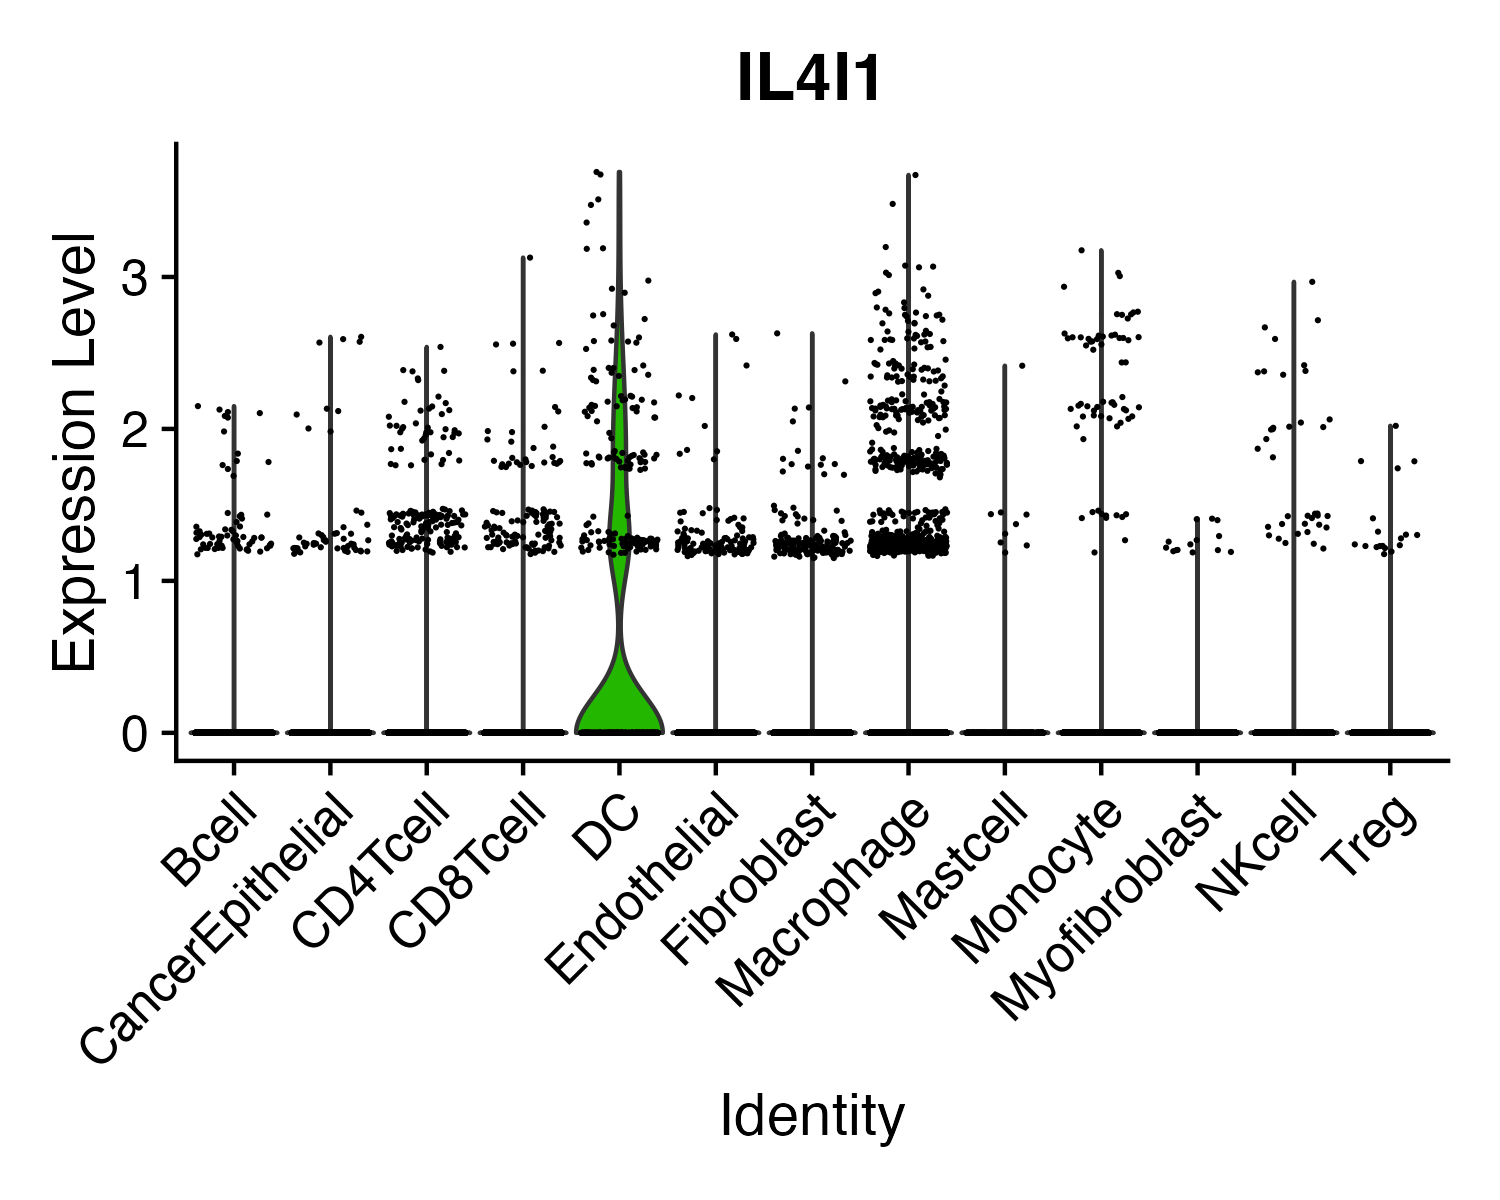 IL4I1
Expression Level
3
2
1
0
Bcell
CancerEpithelial
CD4Tcell
CD8Tcell
DC
Endothelial
Fibroblast
Macrophage
Mastcell
Monocyte
Myofibroblast
NKcell
Treg
Identity